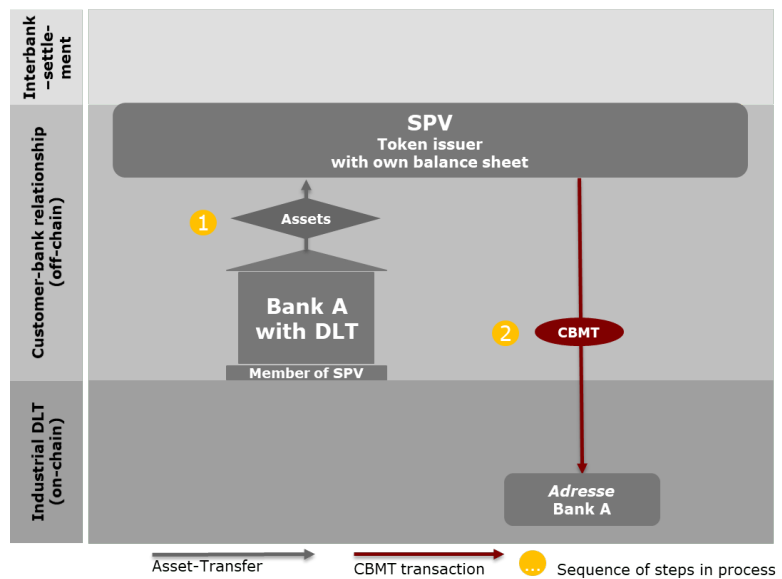 Interbank
–settle-
ment
Customer-bank relationship
(off-chain)
Industrial DLT
(on-chain)
SPV
Token issuer
with own balance sheet
1
Assets
Bank A
with DLT
Member of SPV
2
CBMT
Adresse
Bank A
Asset-Transfer
CBMT transaction
...
Sequence of steps in process